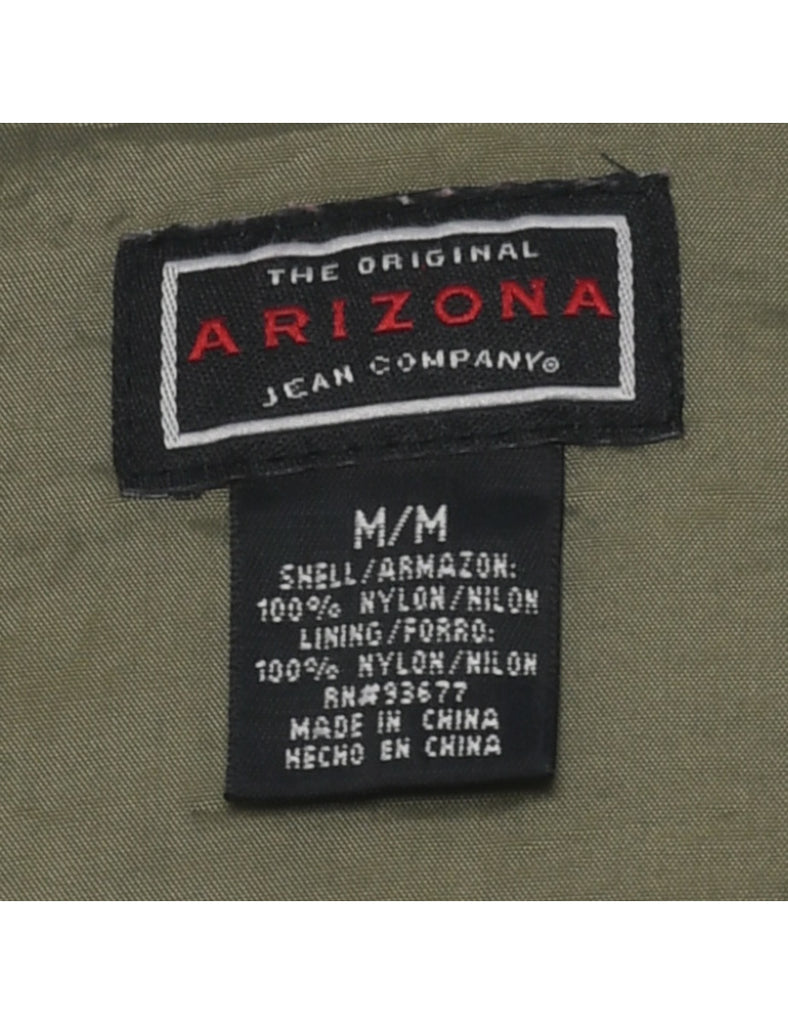 THE ORIGINAL
ARIZONA
JEAN COMPANY®
M/M
SHELL/ARMAZON:
100% NYLON/NILON
LINING/FORRO:
100% NYLON/NILON
RN#93677
MADE IN CHINA
HECHO EN CHINA